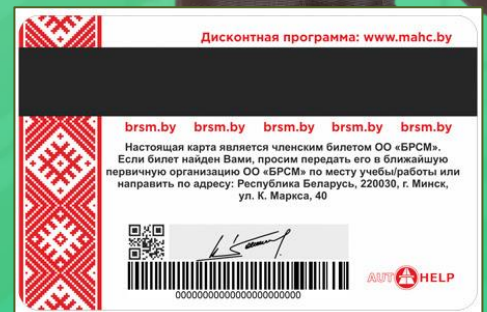 Дисконтная программа: www.mahc.by
brsm.by brsm.by brsm.by brsm.by brsm.by
Настоящая карта является членским билетом ОО «БРСМ».
Если билет найден Вами, просим передать его в ближайшую
первичную организацию ОО «БРСМ» по месту учебы/работы или
направить по адресу: Республика Беларусь, 220030, г. Минск,
ул. К. Маркса, 40
AUTO HELP